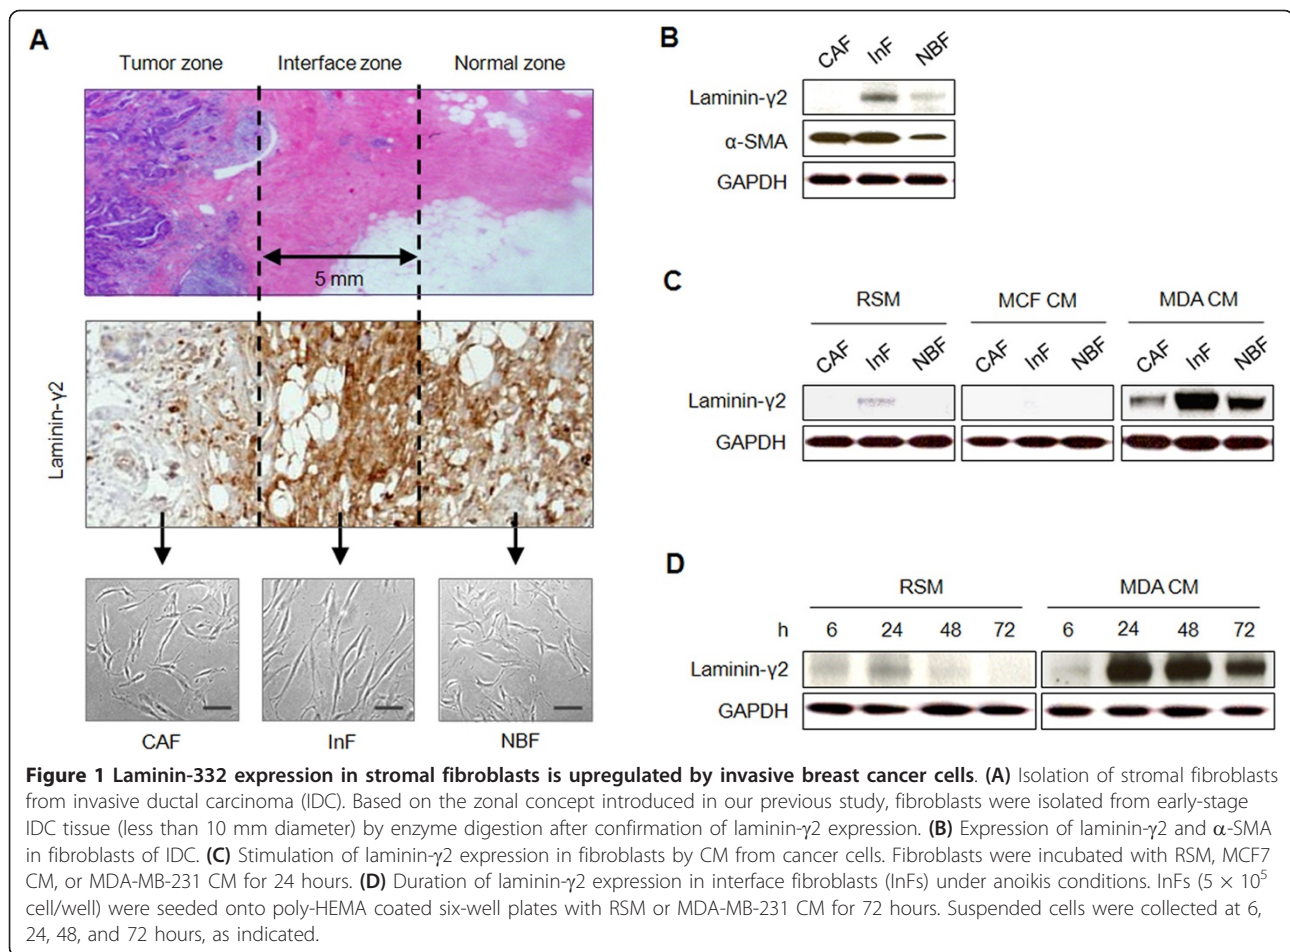 A
Tumor zone Interface zone Normal zone
5 mm
Laminin-γ2
CAF InF NBF
B
CAF InF NBF
Laminin-γ2
α-SMA
GAPDH
C
RSM MCF CM MDA CM
CAF InF NBF CAF InF NBF CAF InF NBF
Laminin-γ2
GAPDH
D
RSM MDA CM
h 6 24 48 72 6 24 48 72
Laminin-γ2
GAPDH
Figure 1 Laminin-332 expression in stromal fibroblasts is upregulated by invasive breast cancer cells. (A) Isolation of stromal fibroblasts
from invasive ductal carcinoma (IDC). Based on the zonal concept introduced in our previous study, fibroblasts were isolated from early-stage
IDC tissue (less than 10 mm diameter) by enzyme digestion after confirmation of laminin-γ2 expression. (B) Expression of laminin-γ2 and α-SMA
in fibroblasts of IDC. (C) Stimulation of laminin-γ2 expression in fibroblasts by CM from cancer cells. Fibroblasts were incubated with RSM, MCF7
CM, or MDA-MB-231 CM for 24 hours. (D) Duration of laminin-γ2 expression in interface fibroblasts (InFs) under anoikis conditions. InFs (5 × 10⁵
cell/well) were seeded onto poly-HEMA coated six-well plates with RSM or MDA-MB-231 CM for 72 hours. Suspended cells were collected at 6,
24, 48, and 72 hours, as indicated.